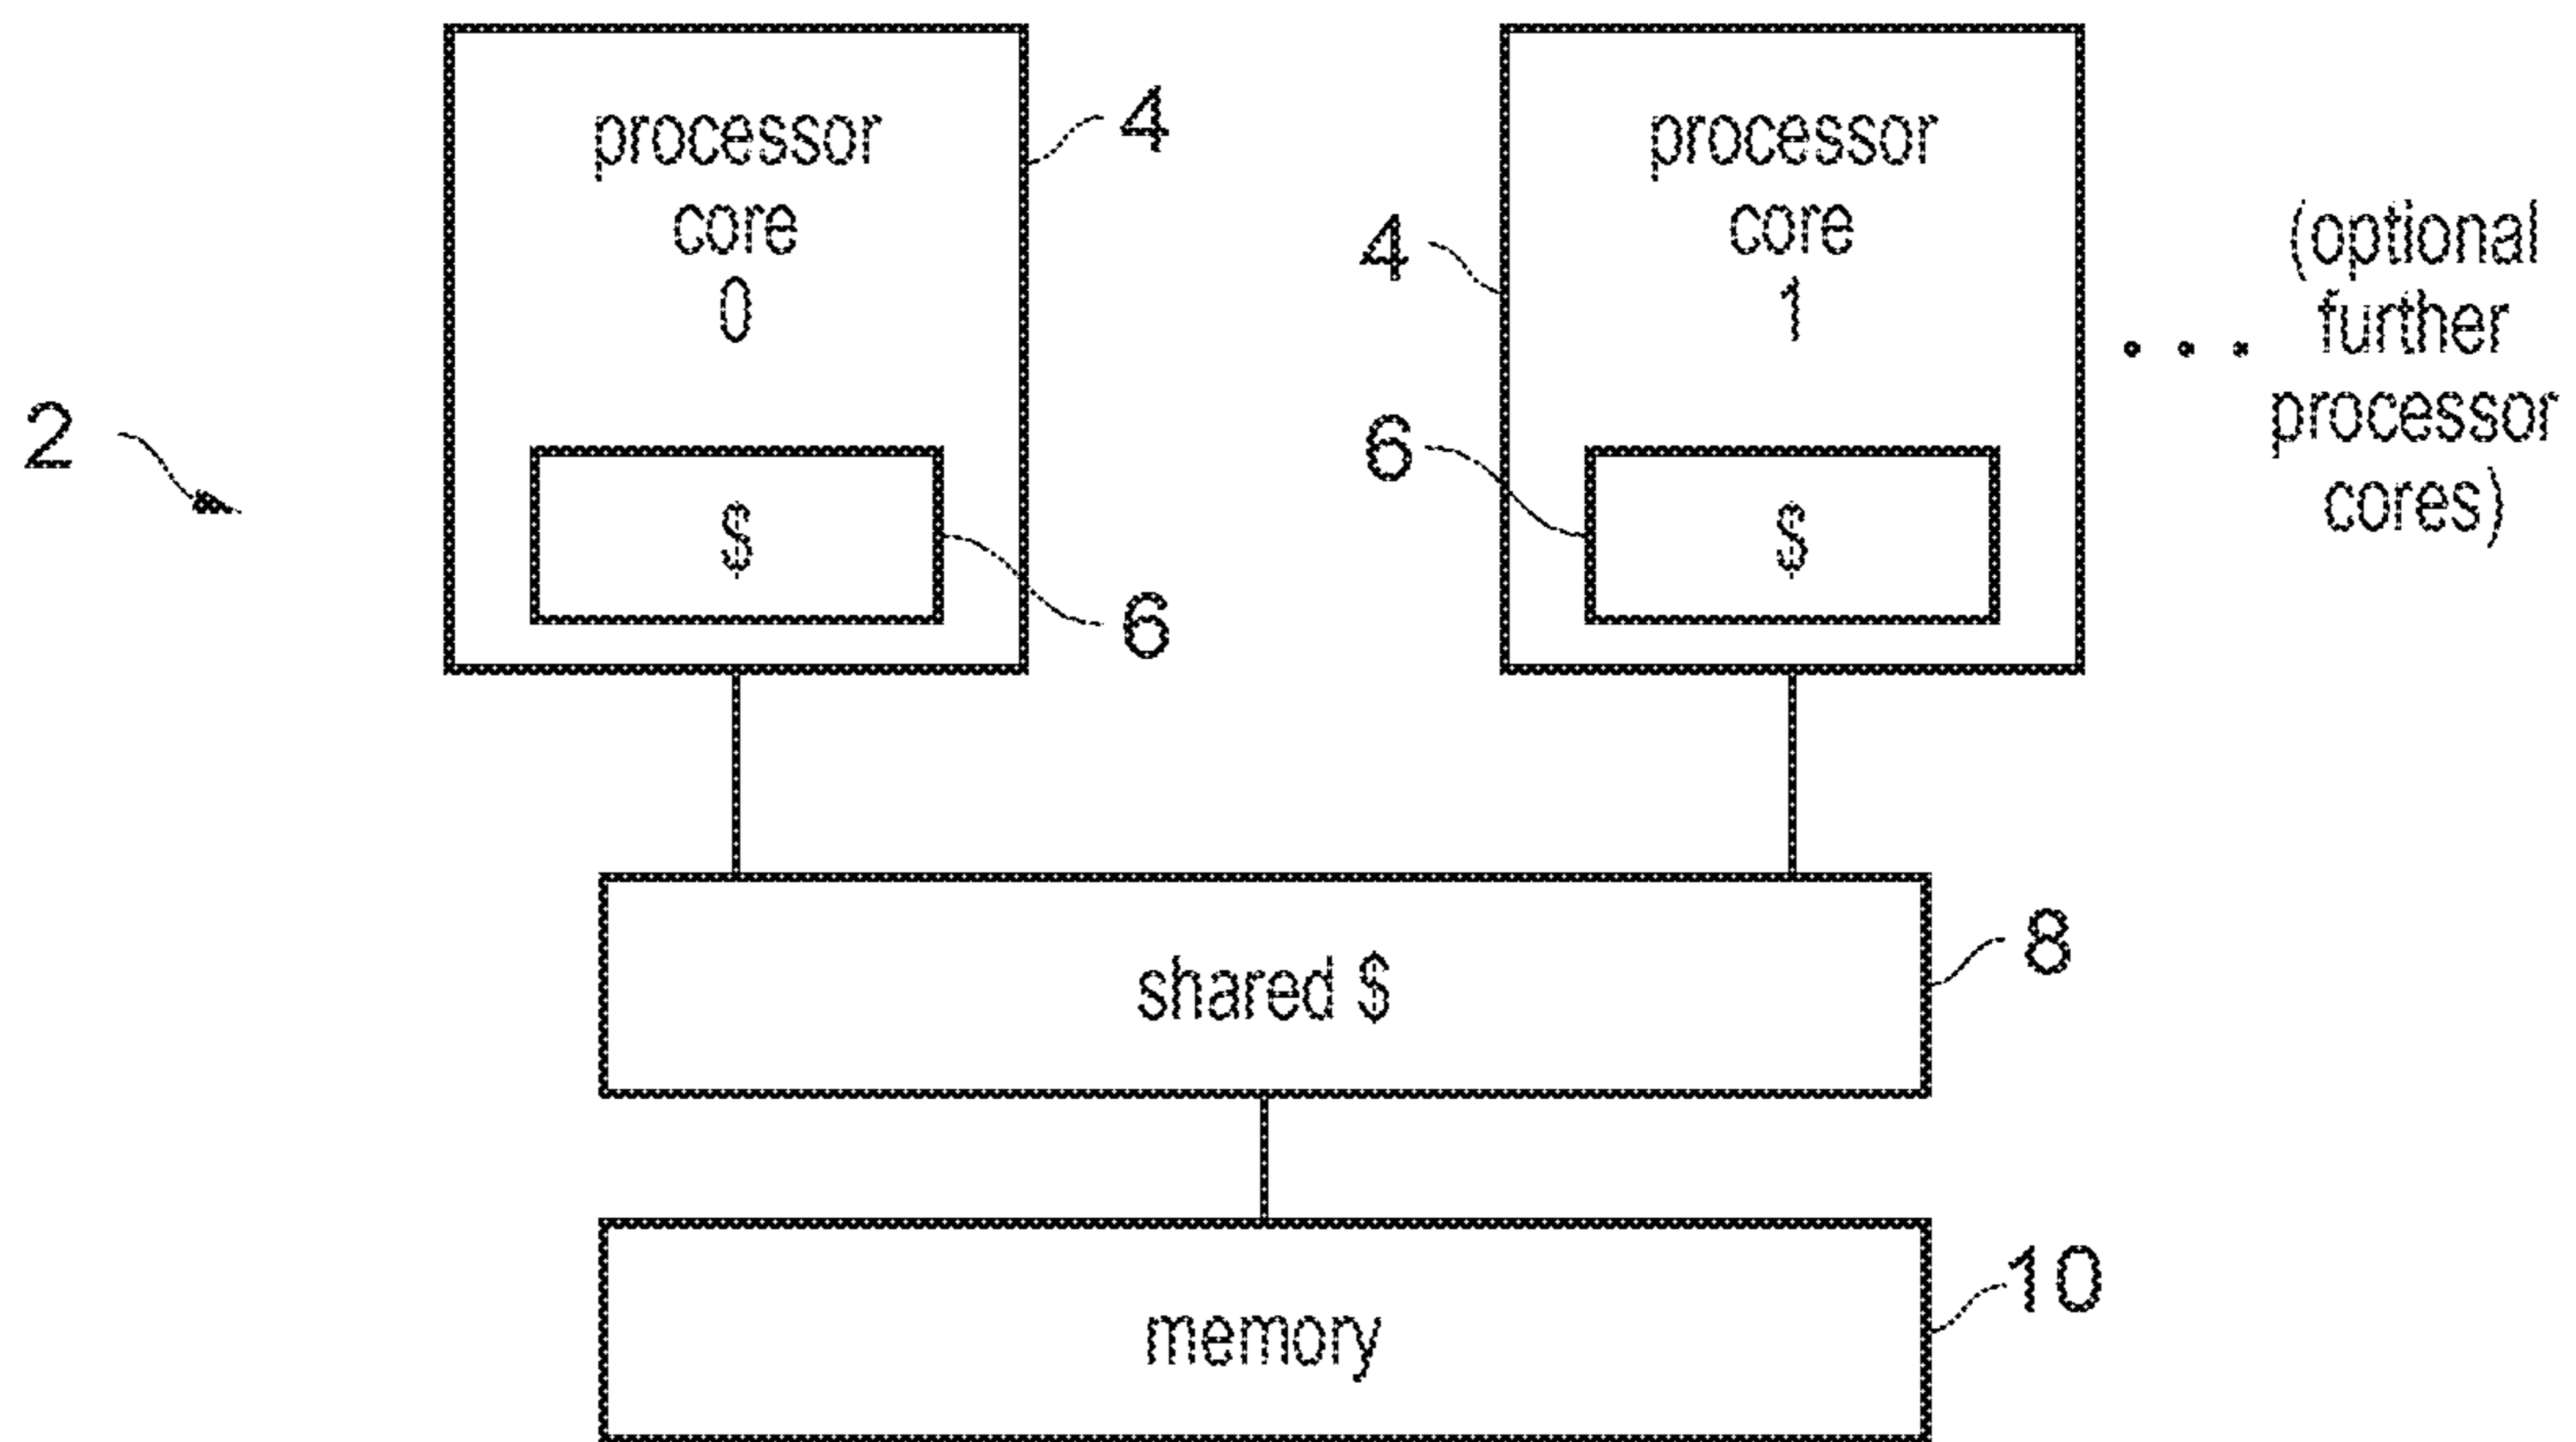 processor
core
0
4
$
6
processor
core
1
4
6
$
(optional
further
processor
cores)
2
shared $
8
memory
10